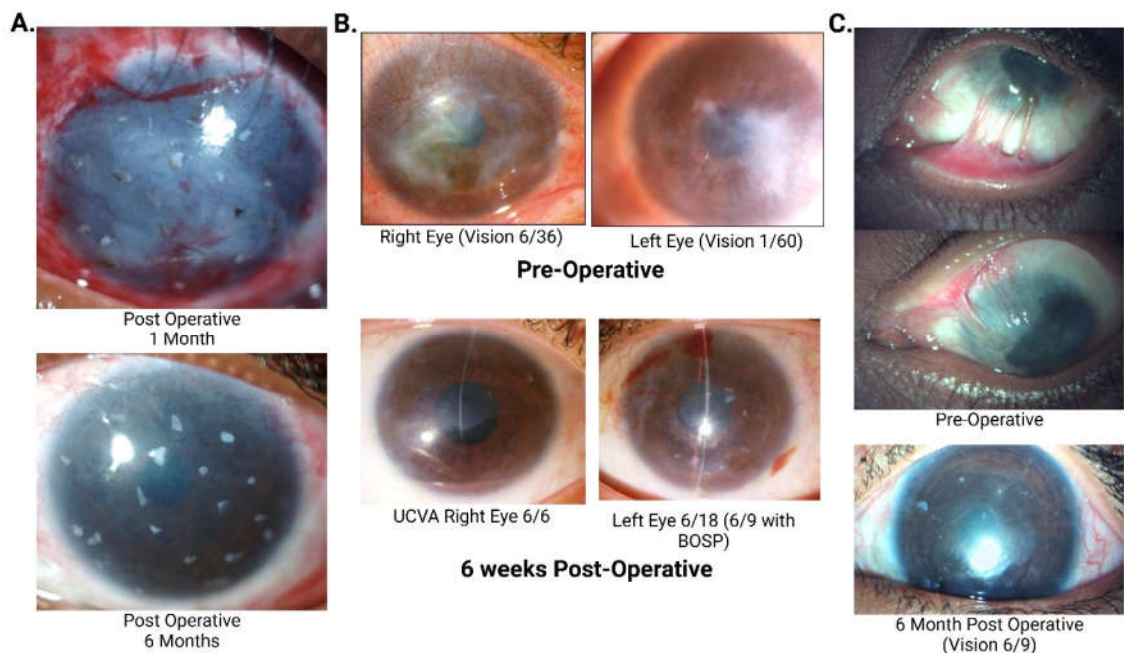 A.
Post Operative
1 Month
Post Operative
6 Months
B.
Right Eye (Vision 6/36)
Left Eye (Vision 1/60)
Pre-Operative
UCVA Right Eye 6/6
Left Eye 6/18 (6/9 with
BOSP)
6 weeks Post-Operative
C.
Pre-Operative
6 Month Post Operative
(Vision 6/9)